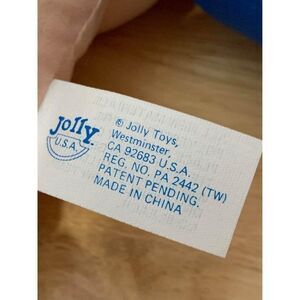 Jolly
U.S.A.
© Jolly Toys,
Westminster,
CA 92683 U.S.A.
REG. NO. PA 2442 (TW)
PATENT PENDING.
MADE IN CHINA